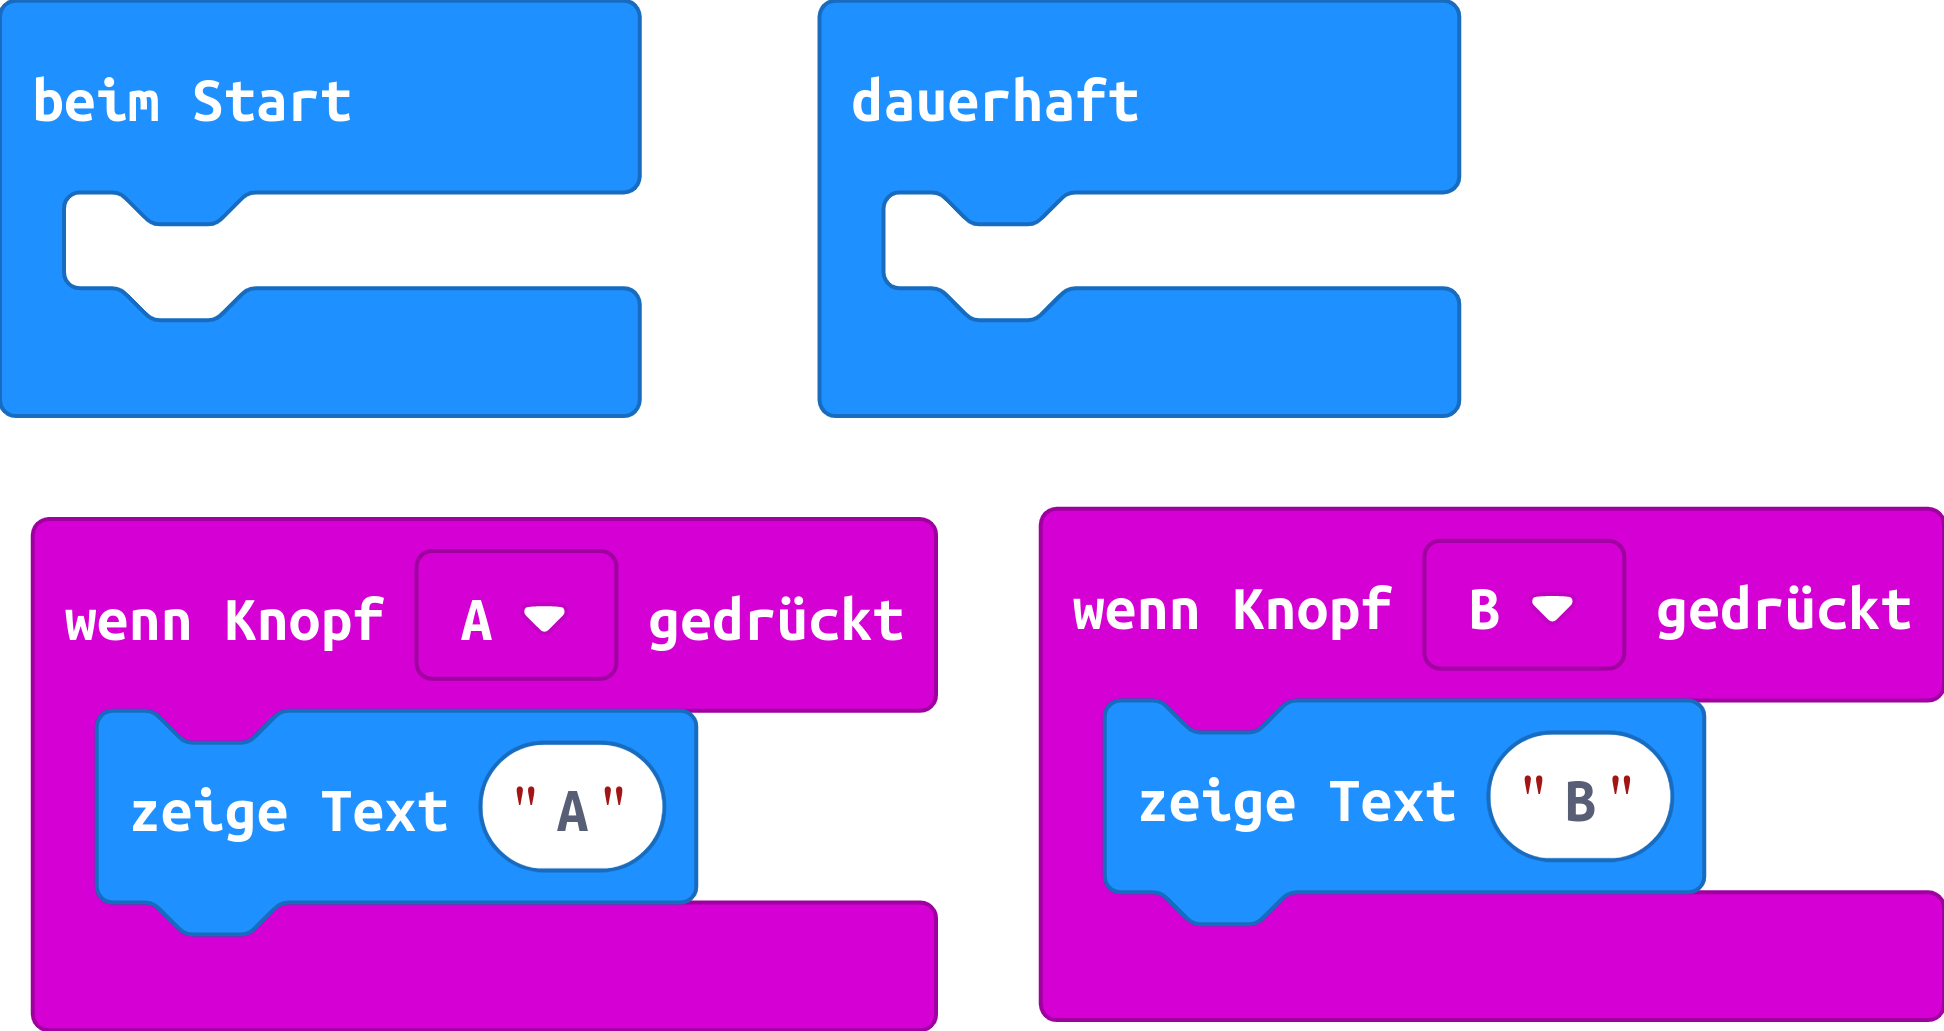 beim Start
dauerhaft
wenn Knopf A gedrückt
zeige Text "A"
wenn Knopf B gedrückt
zeige Text "B"